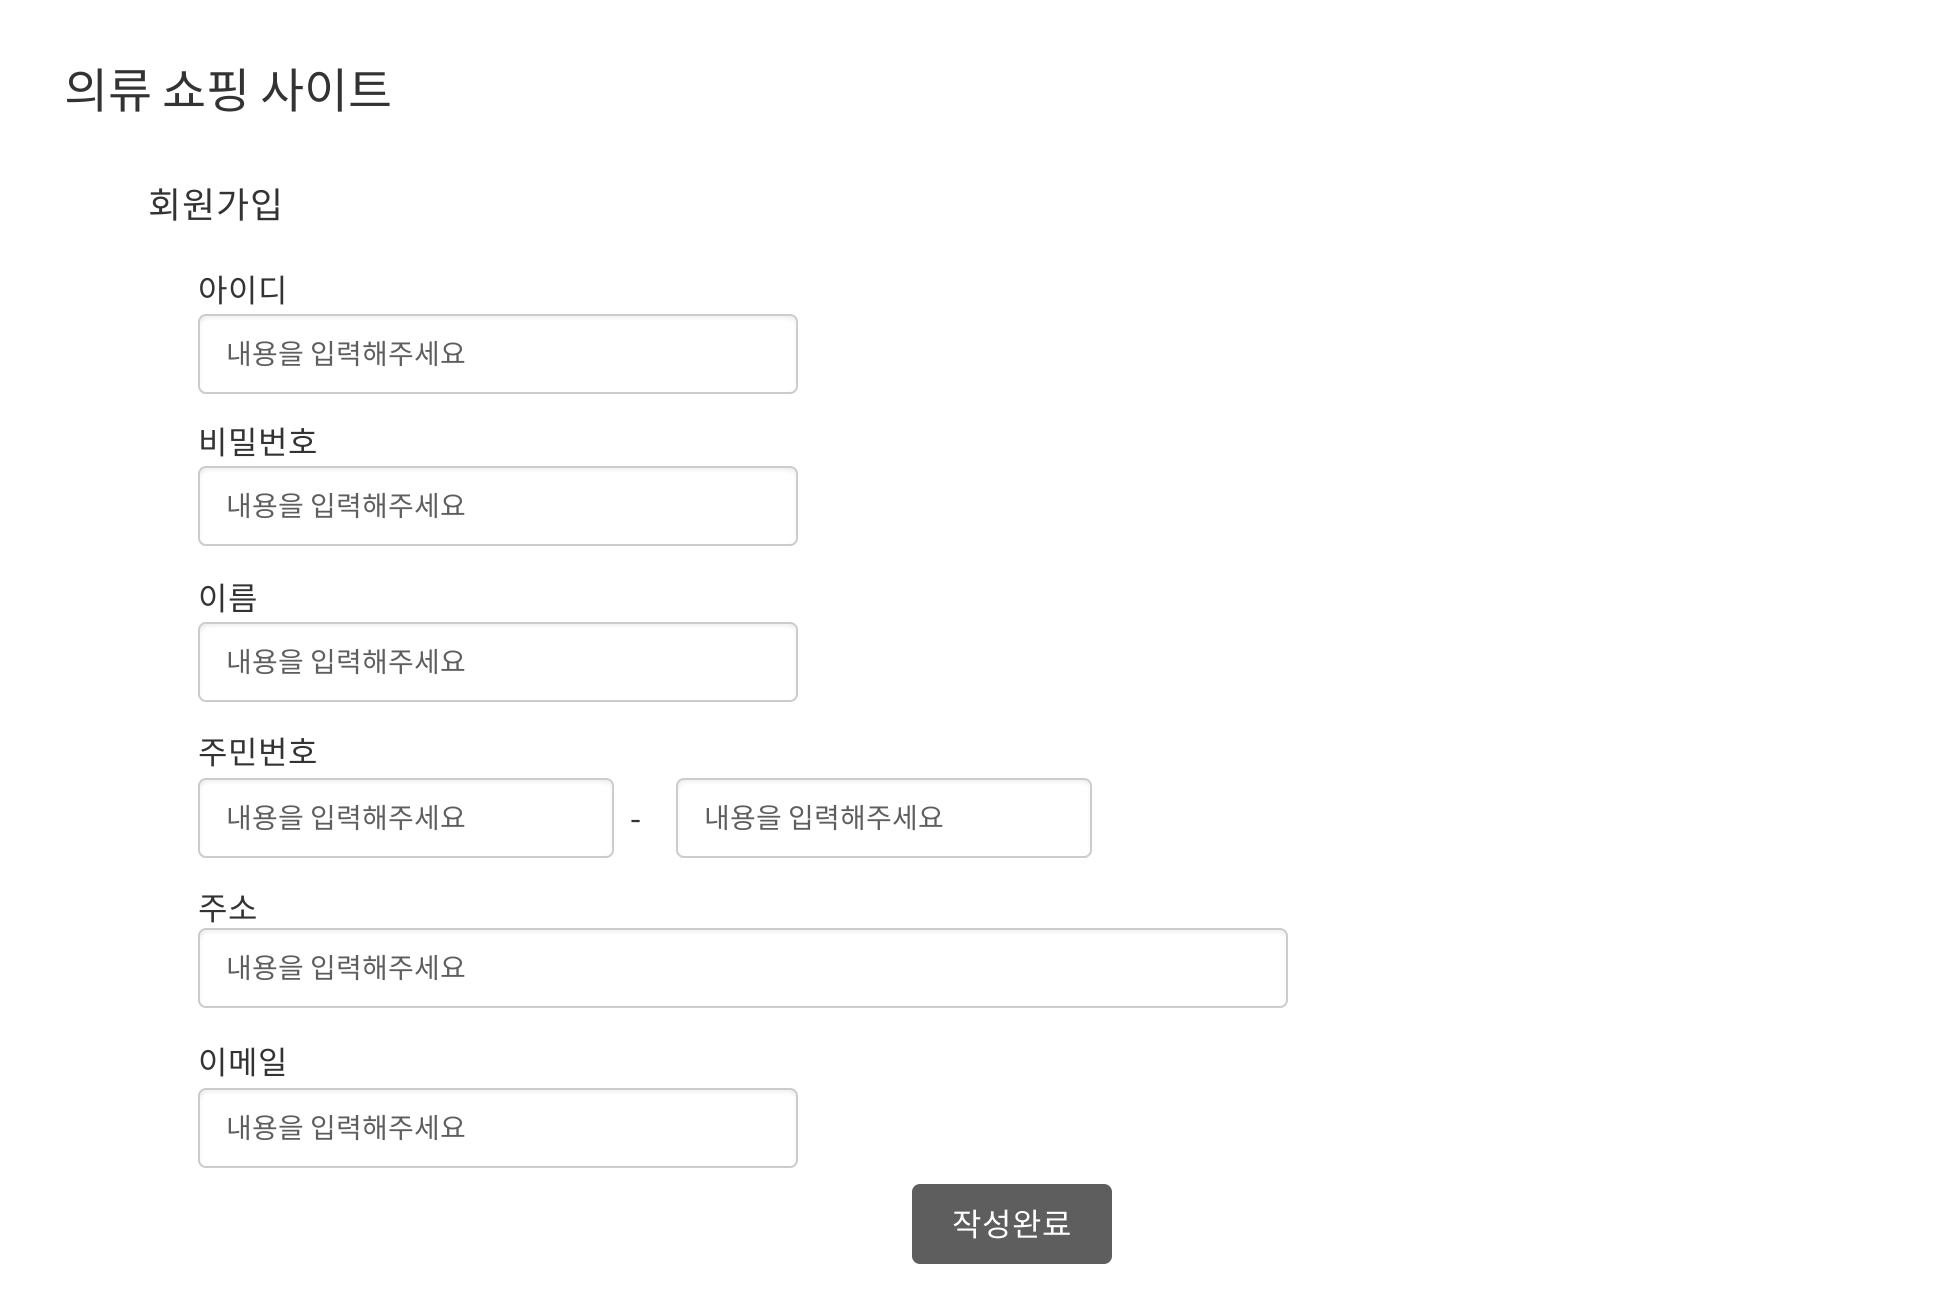 의류 쇼핑 사이트
회원가입
아이디
내용을 입력해주세요
비밀번호
내용을 입력해주세요
이름
내용을 입력해주세요
주민번호
내용을 입력해주세요 - 내용을 입력해주세요
주소
내용을 입력해주세요
이메일
내용을 입력해주세요
작성완료